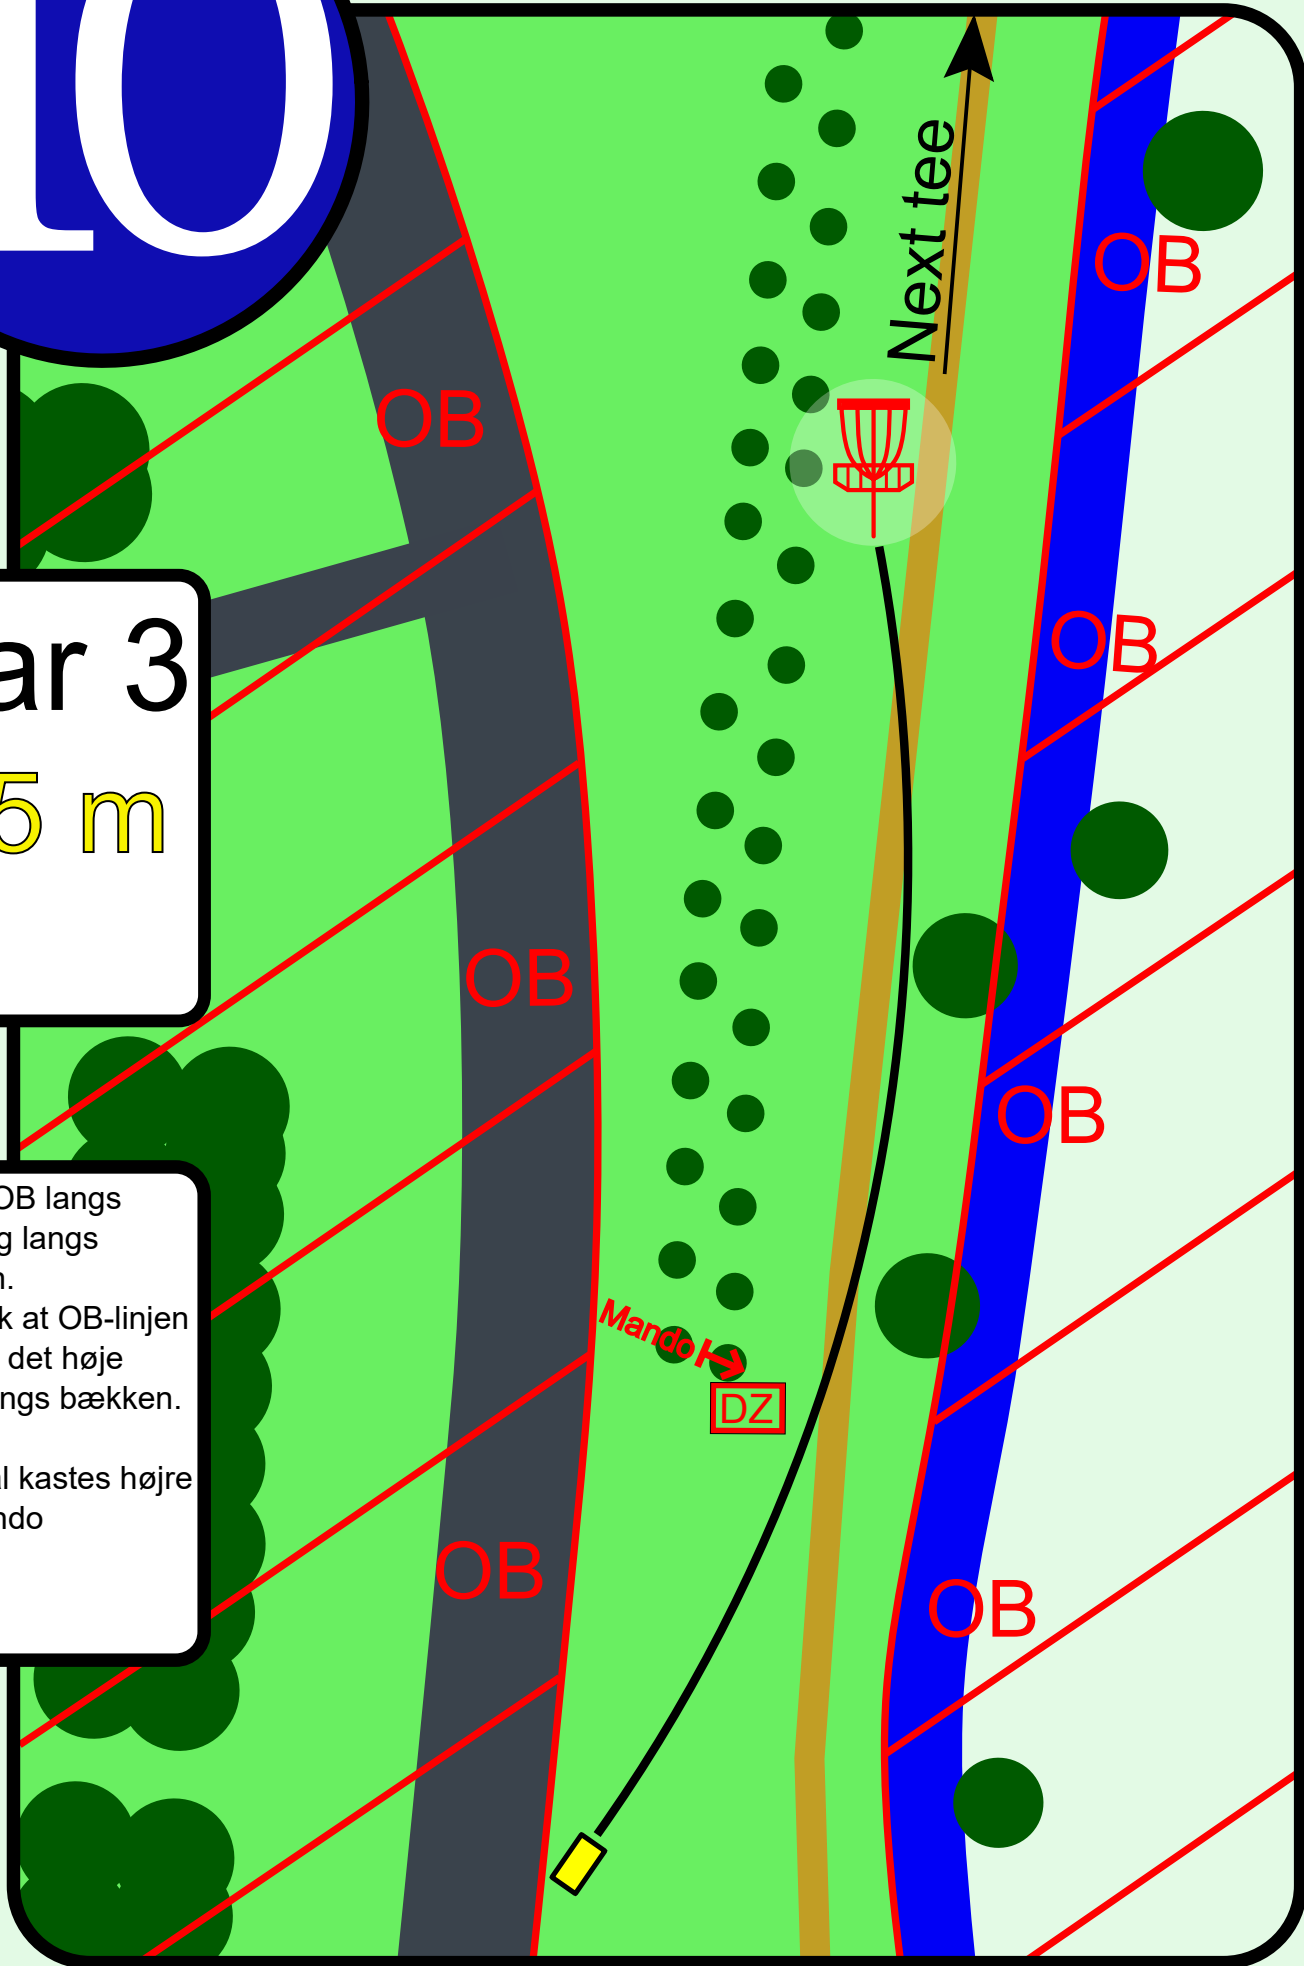 10
Next tee
OB
OB
ar 3
OB
5 m
OB
OB
OB langs
g langs
n.
k at OB-linjen
det høje
ngs bækken.
l kastes højre
ndo
Mando
DZ
OB
OB